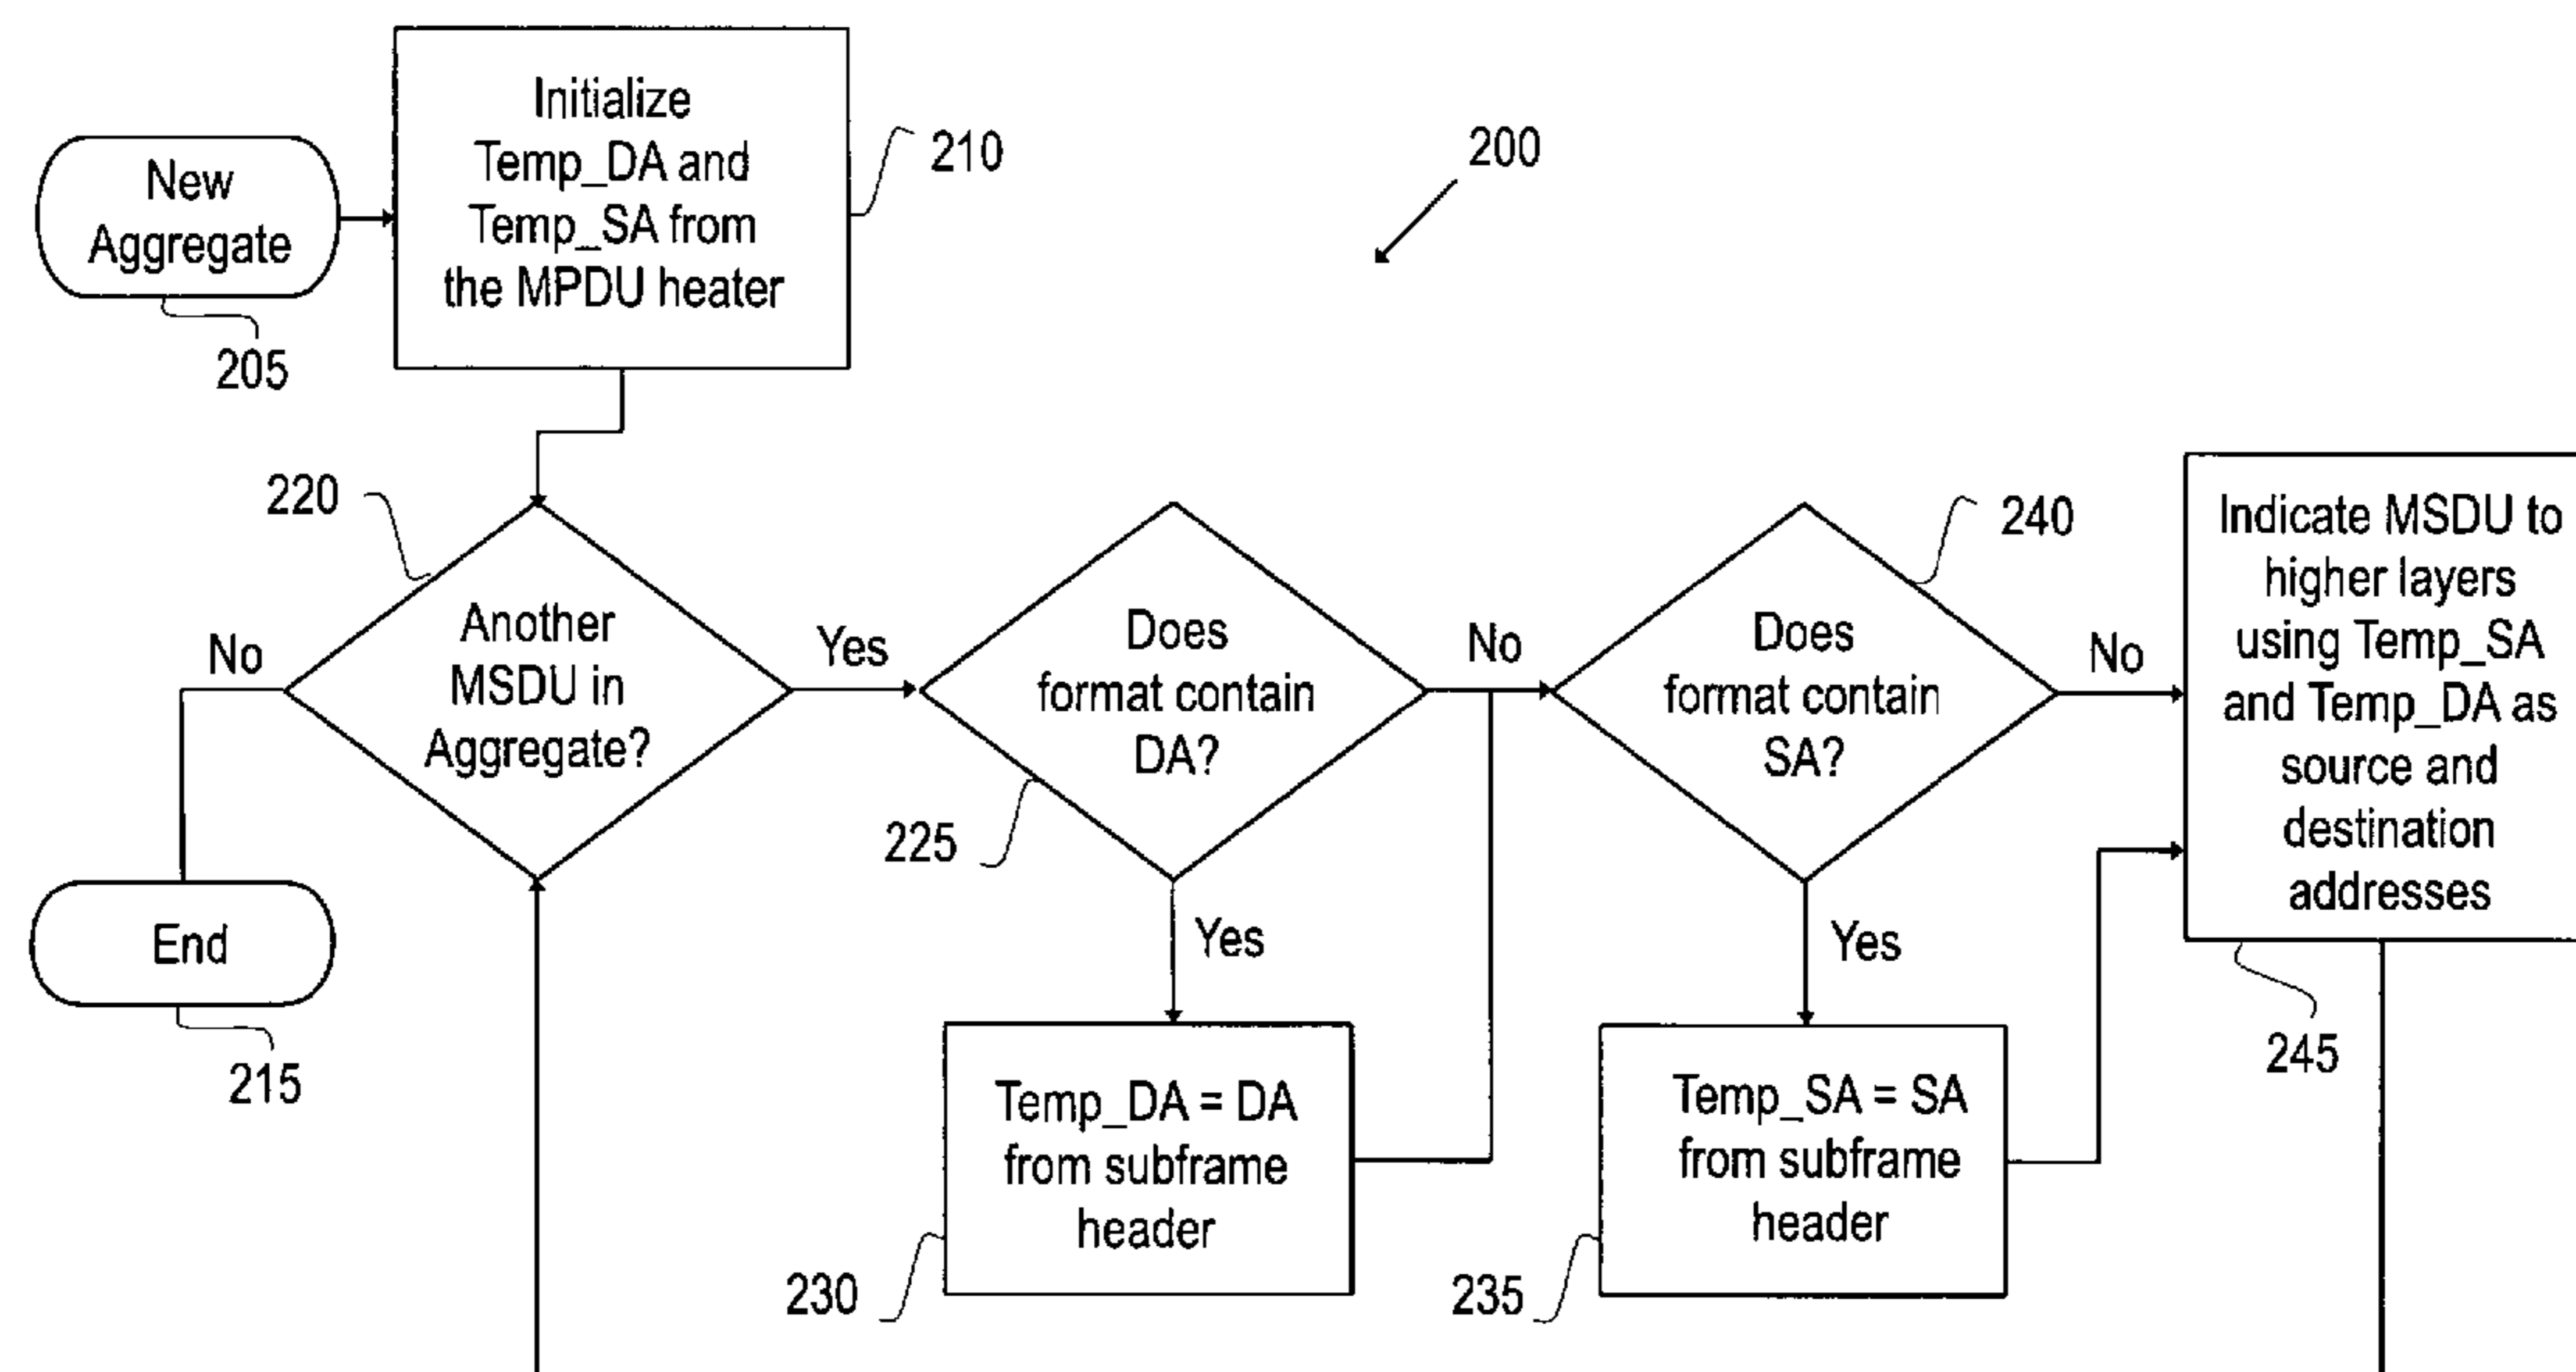 New
Aggregate
205
Initialize
Temp_DA and
Temp_SA from
the MPDU heater
210
200
220
Another
MSDU in
Aggregate?
No
Yes
End
215
Does
format contain
DA?
225
No
Yes
Temp_DA = DA
from subframe
header
230
Does
format contain
SA?
240
No
Yes
Temp_SA = SA
from subframe
header
235
Indicate MSDU to
higher layers
using Temp_SA
and Temp_DA as
source and
destination
addresses
245